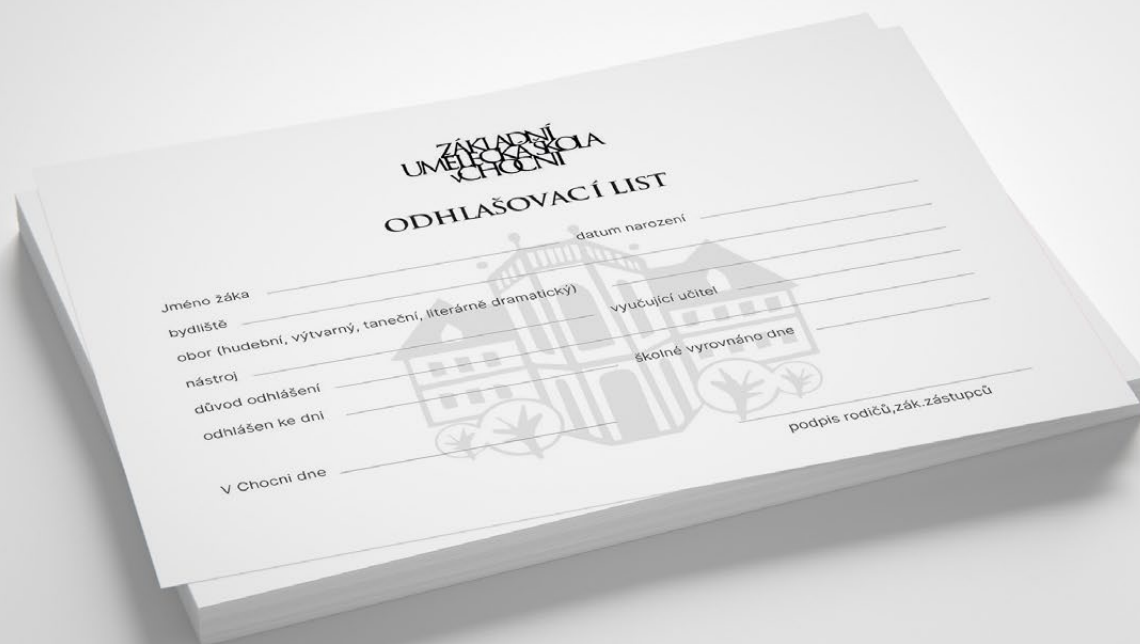 ZÁKLADNÍ
UMĚLECKÁ ŠKOLA
v CHOCNI
ODHLAŠOVACÍ LIST
Jméno žáka datum narození
bydliště
obor (hudební, výtvarný, taneční, literárně dramatický)
nástroj vyučující učitel
důvod odhlášení
odhlášen ke dni školné vyrovnáno dne
V Chocni dne
podpis rodičů,zák.zástupců